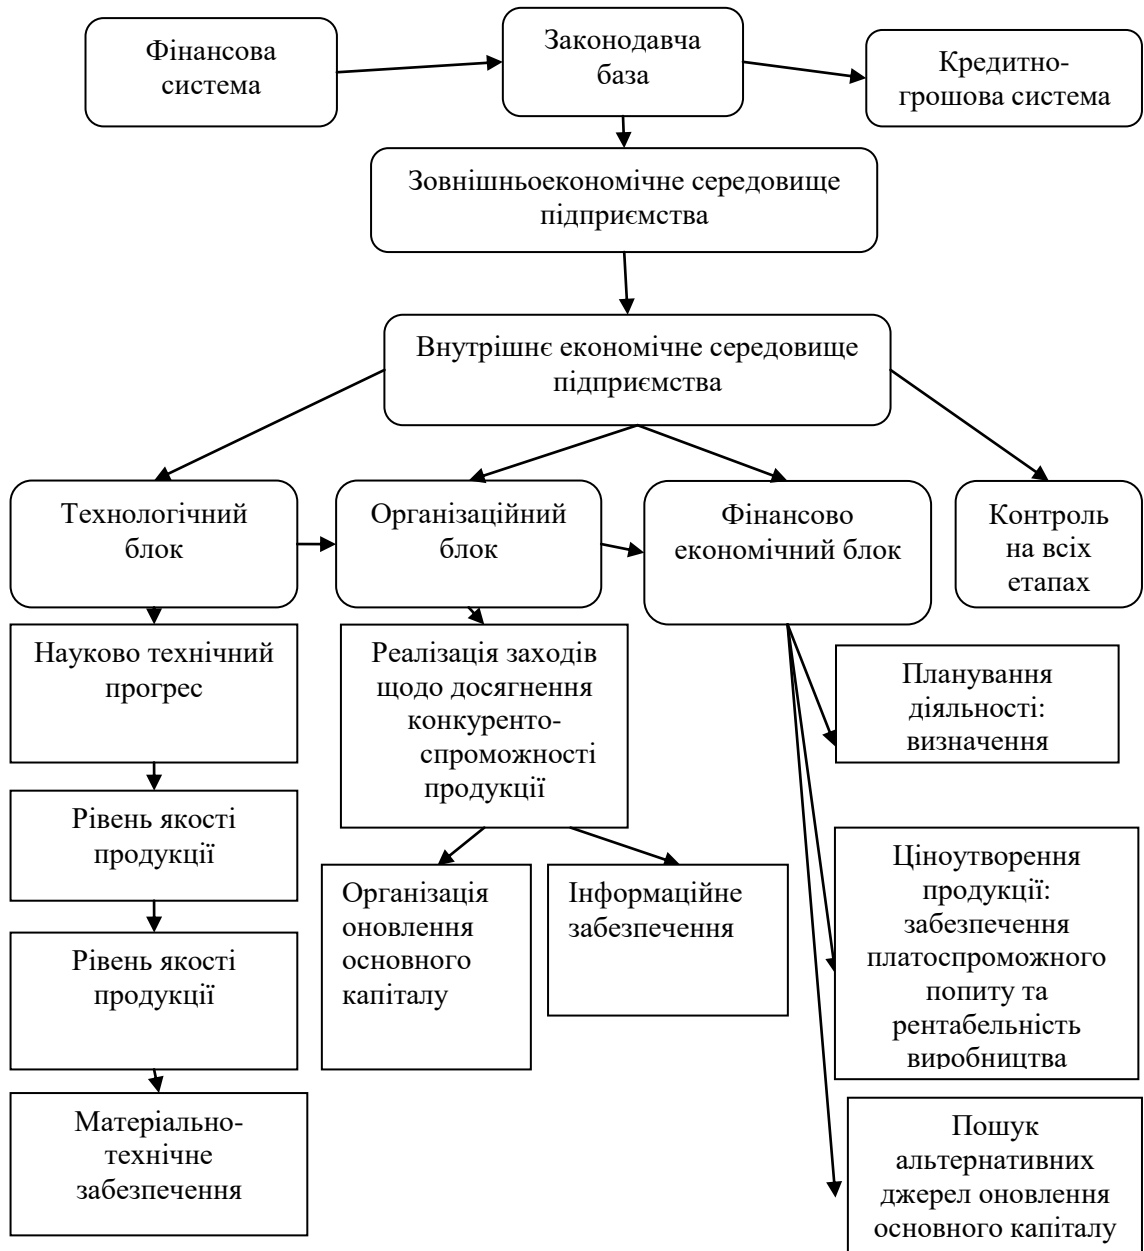 Фінансова
система
Законодавча
база
Кредитно-
грошова система
Зовнішньоекономічне середовище
підприємства
Внутрішнє економічне середовище
підприємства
Технологічний
блок
Організаційний
блок
Фінансово
економічний блок
Контроль
на всіх
етапах
Науково технічний
прогрес
Рівень якості
продукції
Рівень якості
продукції
Матеріально-
технічне
забезпечення
Реалізація заходів
щодо досягнення
конкуренто-
спроможності
продукції
Організація
оновлення
основного
капіталу
Інформаційне
забезпечення
Планування
діяльності:
визначення
Ціноутворення
продукції:
забезпечення
платоспроможного
попиту та
рентабельність
виробництва
Пошук
альтернативних
джерел оновлення
основного капіталу